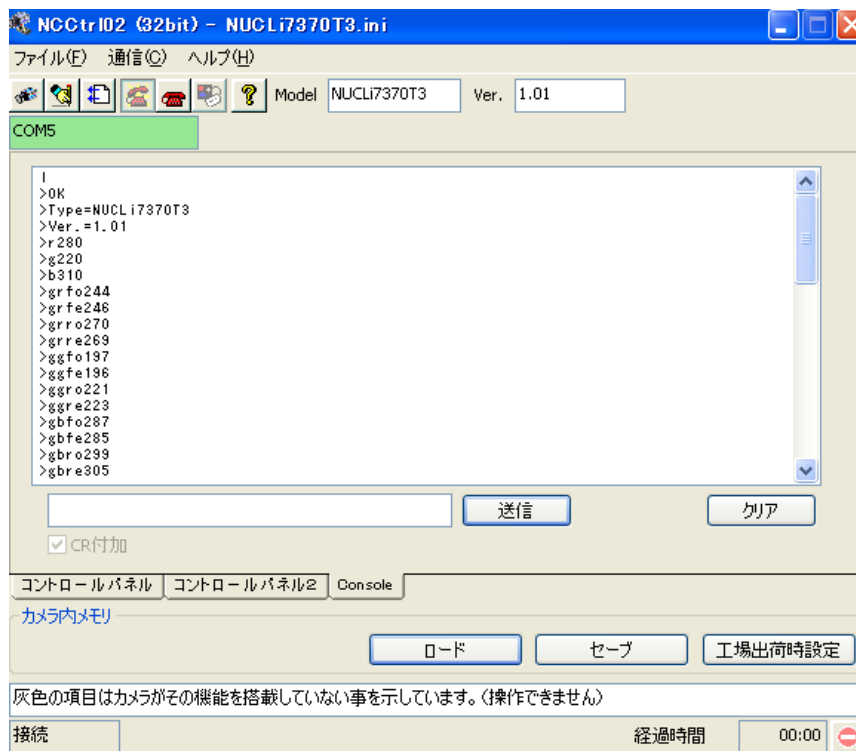 NCCtrl02 (32bit) - NUCLi7370T3.ini
ファイル(F) 通信(C) ヘルプ(H)
Model NUCLi7370T3 Ver. 1.01
COM5
I
>OK
>Type=NUCLi7370T3
>Ver.=1.01
>r280
>g220
>b310
>grfo244
>grfe246
>grro270
>grre269
>ggfo197
>ggfe196
>ggro221
>ggre223
>gbfo287
>gbfe285
>gbro299
>gbre305
送信 クリア
CR付加
コントロールパネル コントロールパネル2 Console
カメラ内メモリ
ロード セーブ 工場出荷時設定
灰色の項目はカメラがその機能を搭載していない事を示しています。(操作できません)
接続 経過時間 00:00